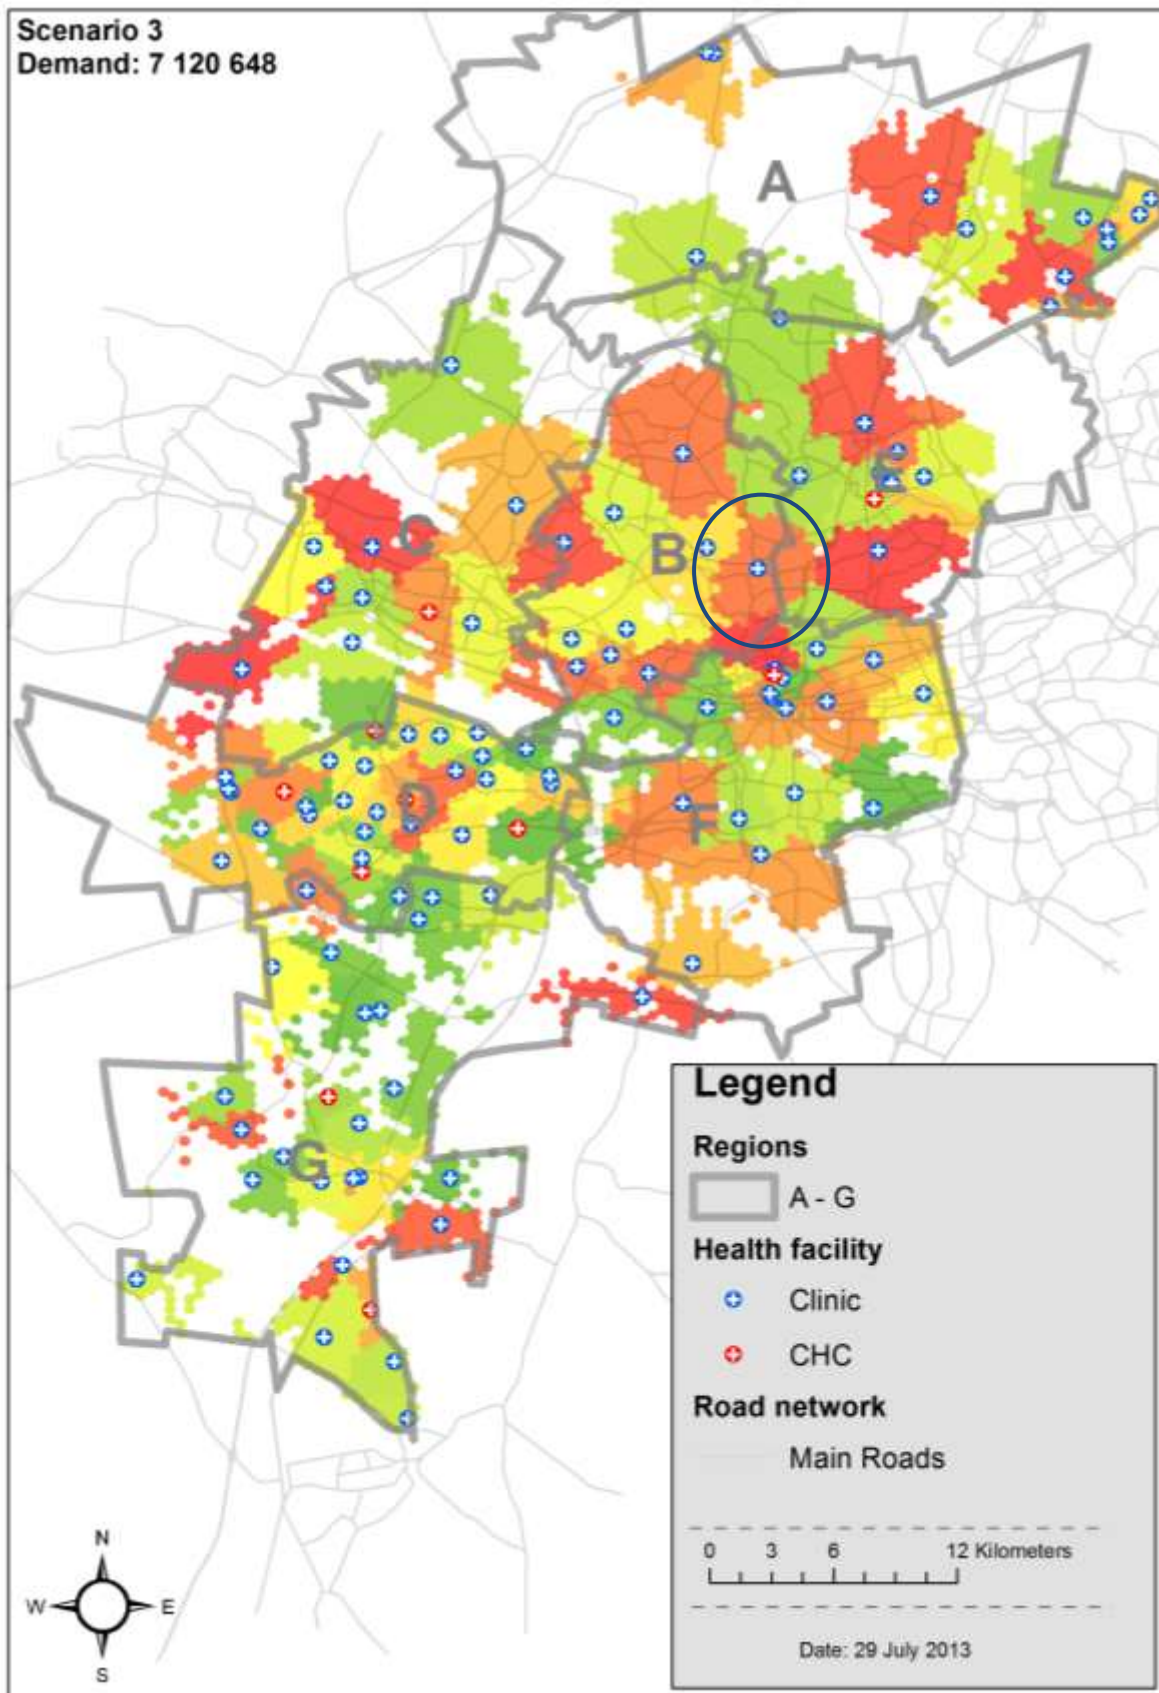 Scenario 3
Demand: 7 120 648
A
E
C
B
D
F
G
Legend
Regions
A - G
Health facility
Clinic
CHC
Road network
Main Roads
0 3 6 12 Kilometers
Date: 29 July 2013
N
W E
S